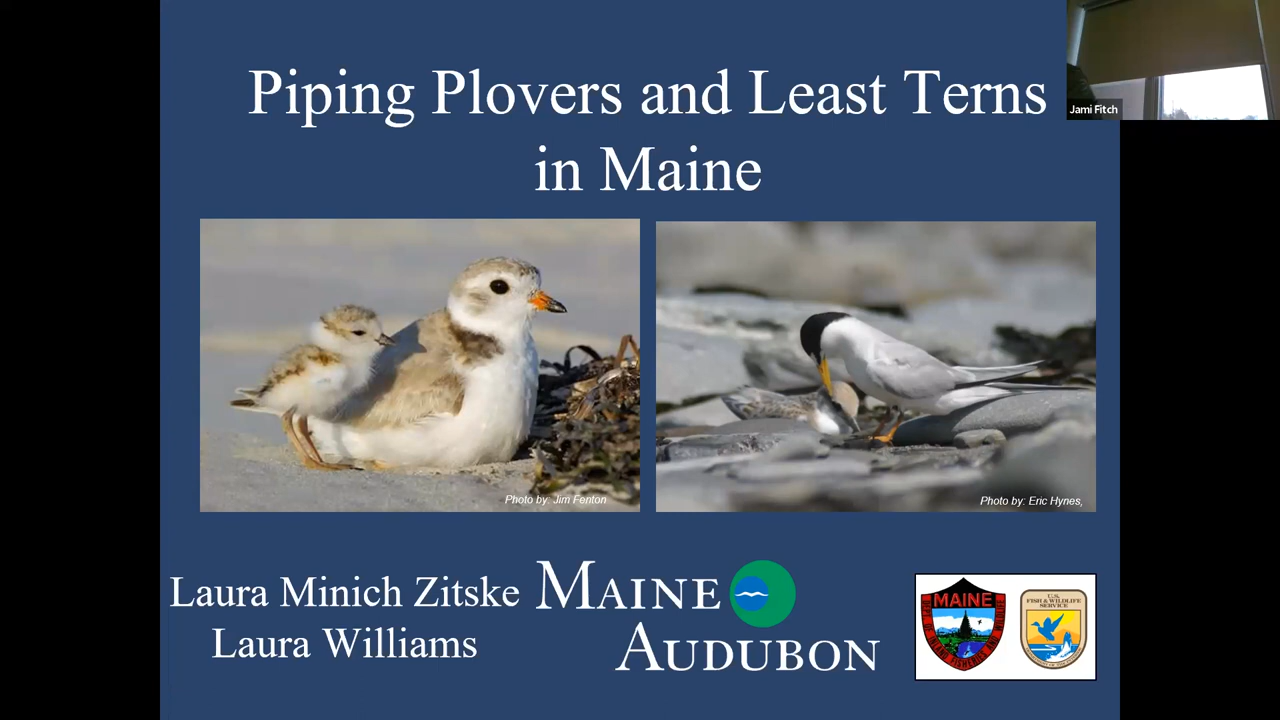 Piping Plovers and Least Terns
in Maine
Jami Fitch
Photo by: Jim Fenton
Photo by: Eric Hynes,
Laura Minich Zitske
Laura Williams
MAINE
AUDUBON
MAINE
U.S.
FISH & WILDLIFE
SERVICE